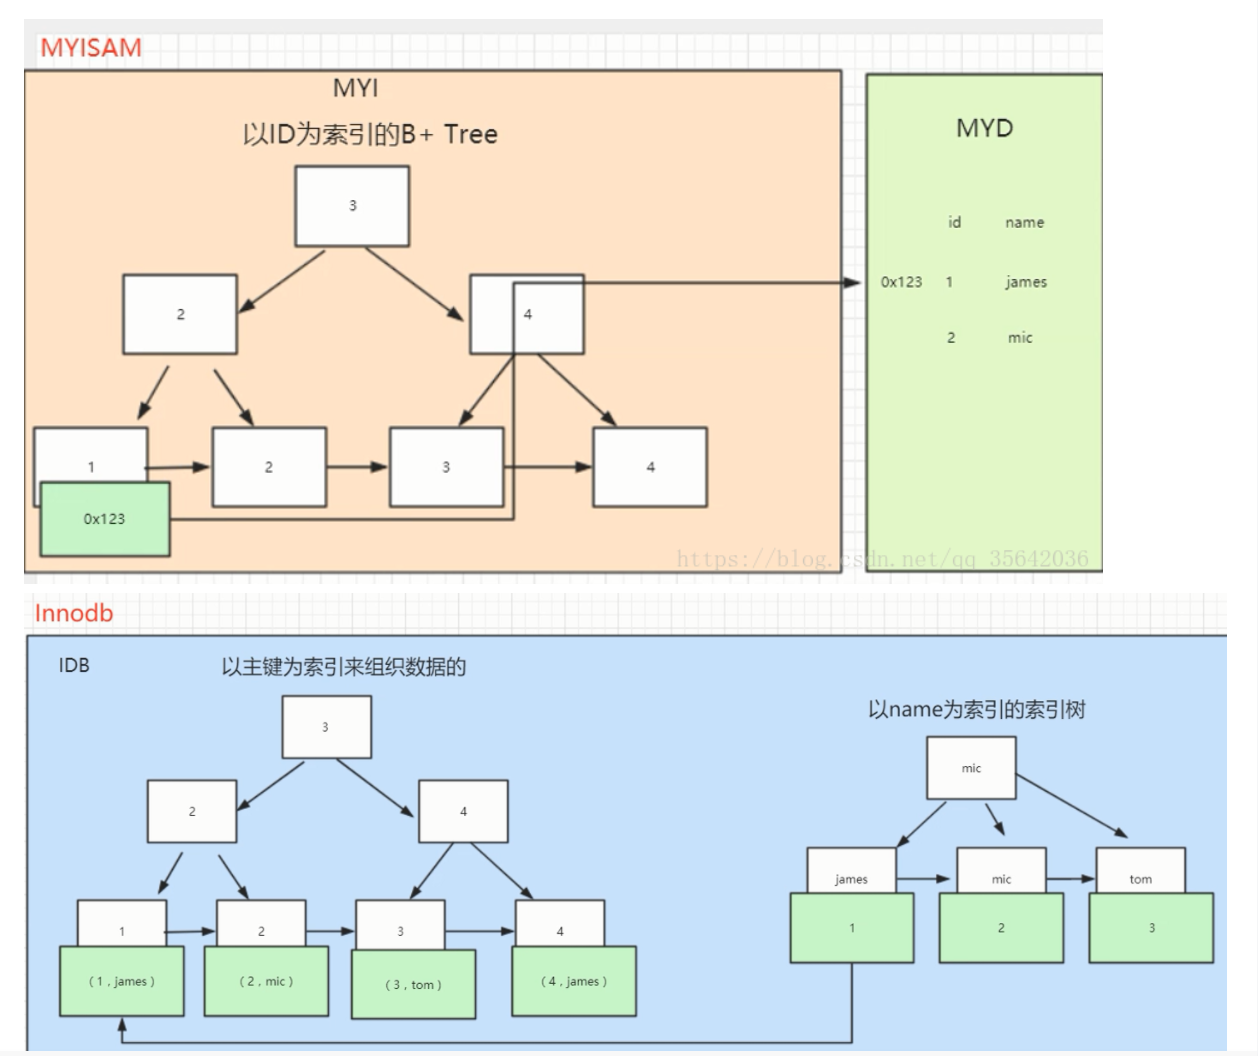 MYISAM
MYI
以ID为索引的B+ Tree
3
2
4
1
2
3
4
0x123
MYD
id name
0x123 1 james
2 mic
https://blog.csdn.net/qq_35642036
Innodb
IDB
以主键为索引来组织数据的
3
2
4
1
2
3
4
(1,james)
(2,mic)
(3,tom)
(4,james)
以name为索引的索引树
mic
james
mic
tom
1
2
3